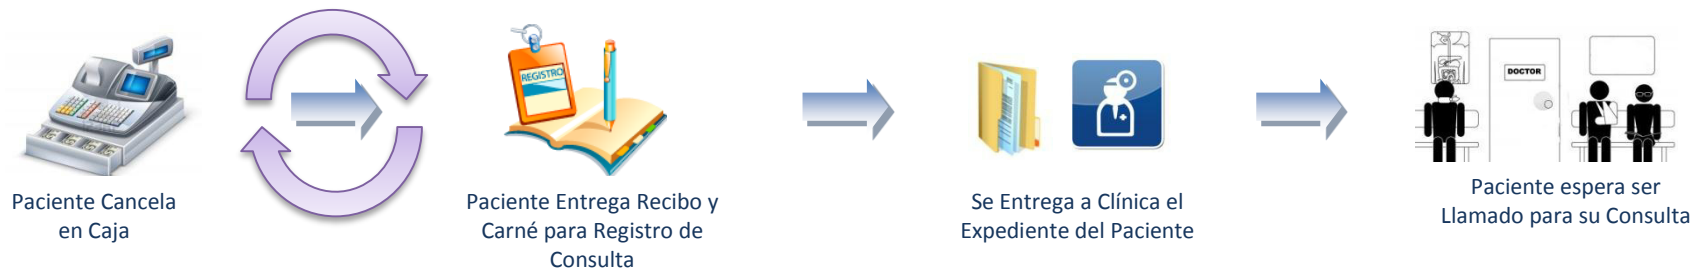 REGISTRO
DOCTOR
Paciente Cancela
en Caja
Paciente Entrega Recibo y
Carné para Registro de
Consulta
Se Entrega a Clínica el
Expediente del Paciente
Paciente espera ser
Llamado para su Consulta